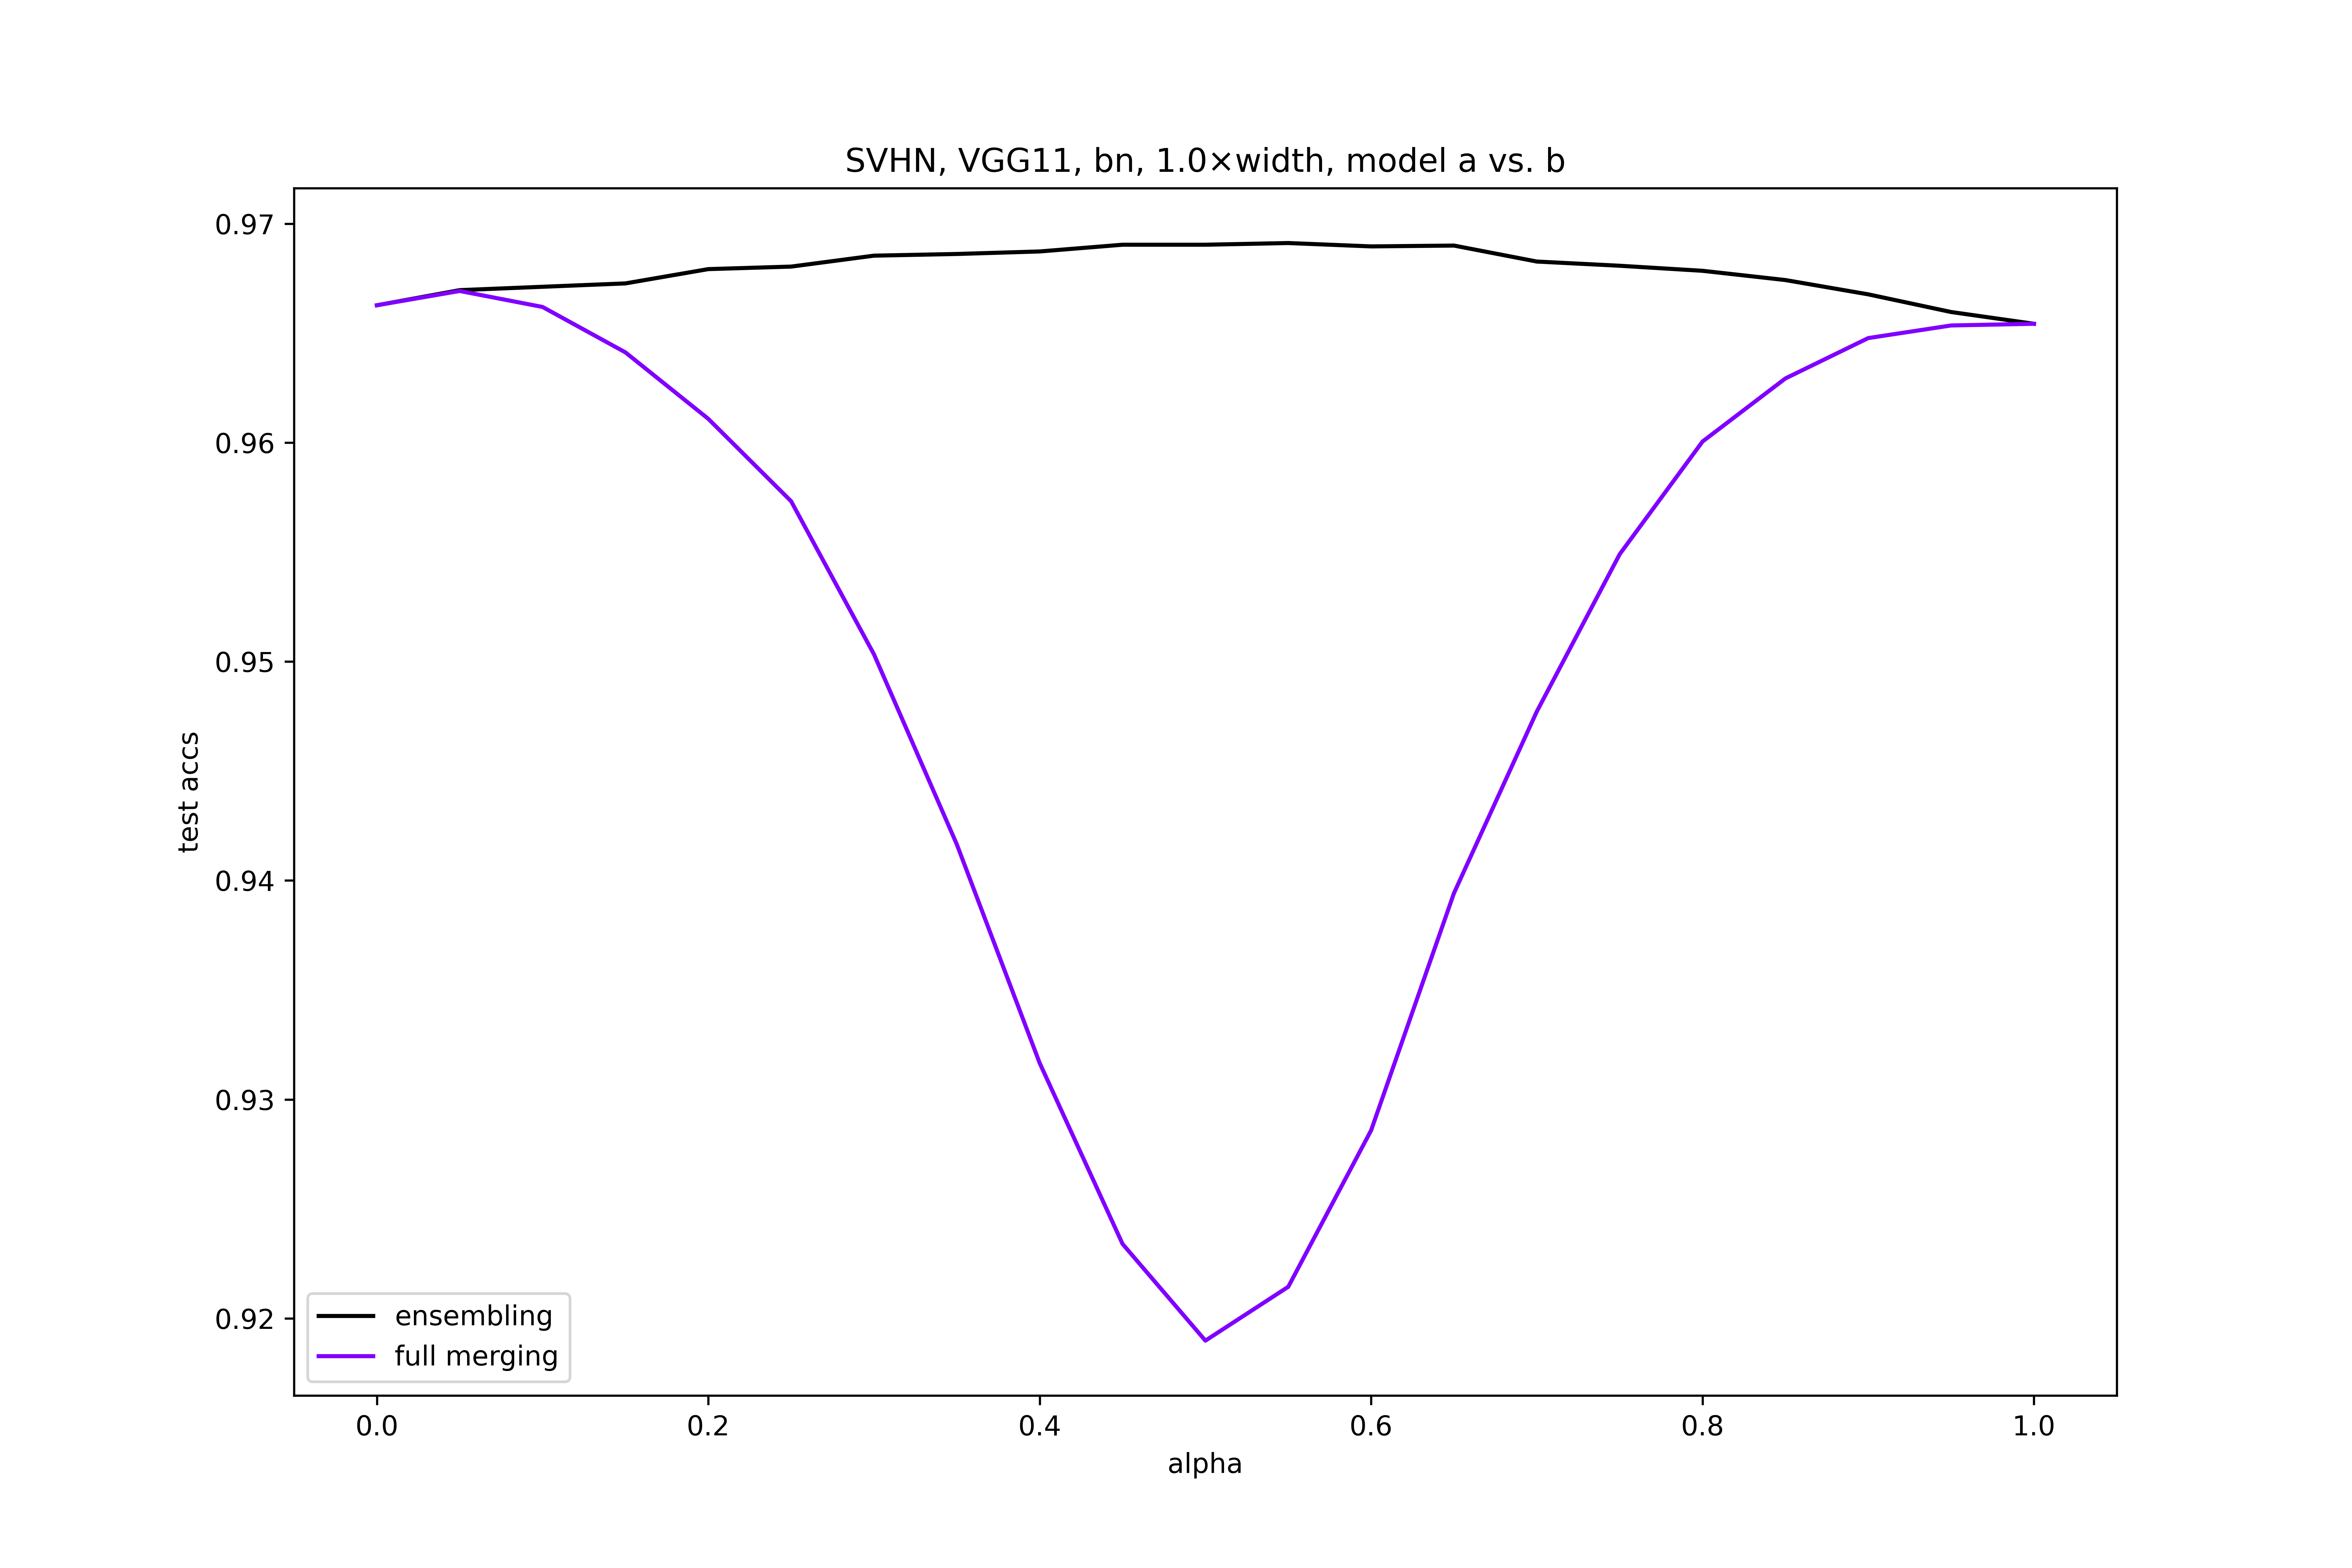 SVHN, VGG11, bn, 1.0×width, model a vs. b
0.97
0.96
0.95
0.94
0.93
0.92
test accs
ensembling
full merging
0.0 0.2 0.4 0.6 0.8 1.0
alpha